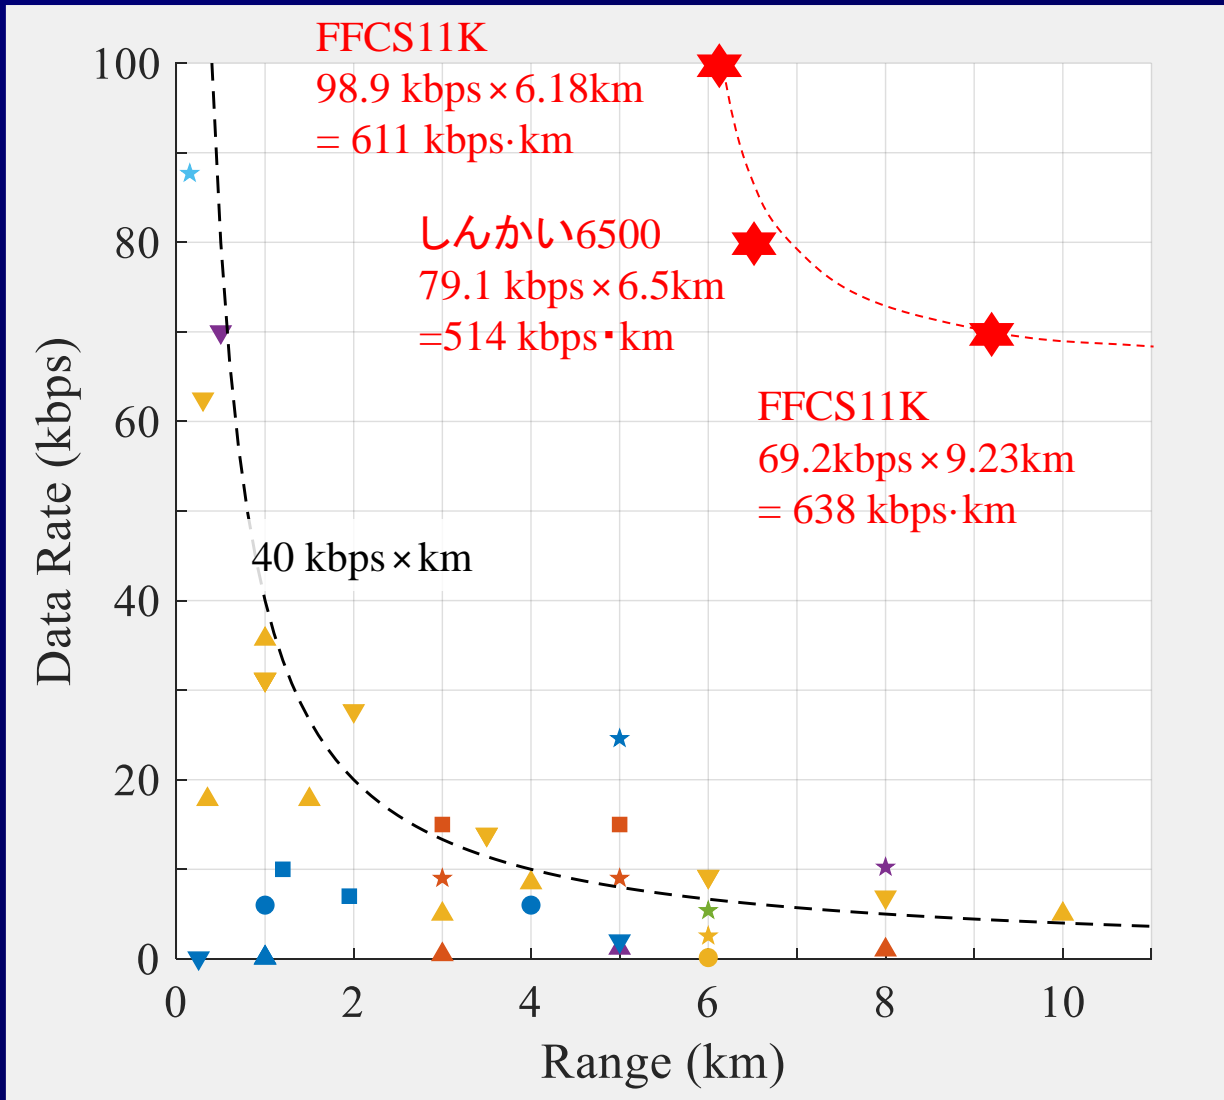 FFCS11K
98.9 kbps×6.18km
= 611 kbps·km
しんかい6500
79.1 kbps×6.5km
=514 kbps･km
FFCS11K
69.2kbps×9.23km
= 638 kbps·km
40 kbps×km
Data Rate (kbps)
100
80
60
40
20
0
0 2 4 6 8 10
Range (km)